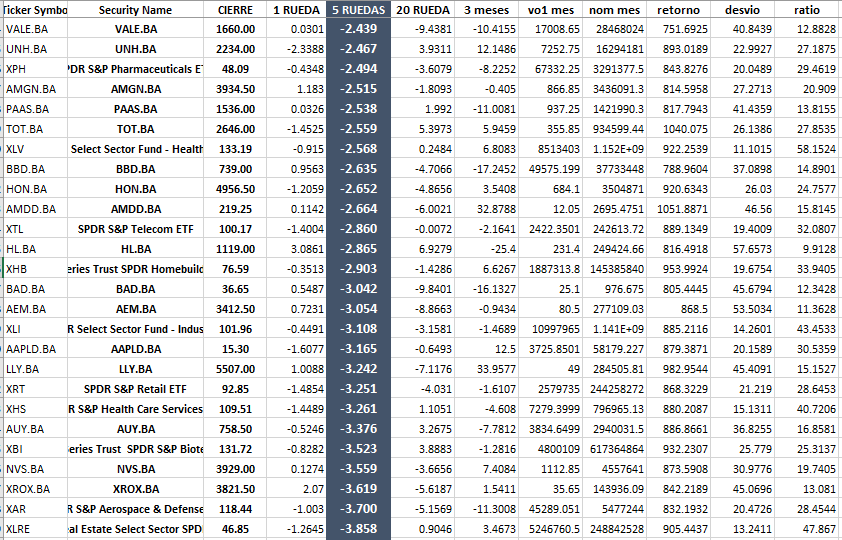 Ticker Symbo Security Name CIERRE 1 RUEDA 5 RUEDAS 20 RUEDA 3 meses vo1 mes nom mes retorno desvio ratio
VALE.BA VALE.BA 1660.00 0.0301 -2.439 -9.4381 -10.4155 17008.65 28468024 751.6925 40.8439 12.8828
UNH.BA UNH.BA 2234.00 -2.3388 -2.467 3.9311 12.1486 7252.75 16294181 893.0189 22.9927 27.1875
XPH PDR S&P Pharmaceuticals ET 48.09 -0.4348 -2.494 -3.6079 -8.2252 67332.25 3291377.5 843.8276 20.0489 29.4619
AMGN.BA AMGN.BA 3934.50 1.183 -2.515 -1.8093 -0.405 866.85 3436091.3 814.5958 27.2713 20.909
PAAS.BA PAAS.BA 1536.00 0.0326 -2.538 1.992 -11.0081 937.25 1421990.3 817.7943 41.4359 13.8155
TOT.BA TOT.BA 2646.00 -1.4525 -2.559 5.3973 5.9459 355.85 934599.44 1040.075 26.1386 27.8535
XLV Select Sector Fund - Health 133.19 -0.915 -2.568 0.2484 6.8083 8513403 1.152E+09 922.2539 11.1015 58.1524
BBD.BA BBD.BA 739.00 0.9563 -2.635 -4.7066 -17.2452 49575.199 37733448 788.9604 37.0898 14.8901
HON.BA HON.BA 4956.50 -1.2059 -2.652 -4.8656 3.5408 684.1 3504871 920.6343 26.03 24.7577
AMDD.BA AMDD.BA 219.25 0.1142 -2.664 -6.0021 32.8788 12.05 2695.4751 1051.8871 46.56 15.8145
XTL SPDR S&P Telecom ETF 100.17 -1.4004 -2.860 -0.0072 -2.1641 2422.3501 242613.72 889.1349 19.4009 32.0807
HL.BA HL.BA 1119.00 3.0861 -2.865 6.9279 -25.4 231.4 249424.66 816.4918 57.6573 9.9128
XHB eries Trust SPDR Homebuild 76.59 -0.3513 -2.903 -1.4286 6.6267 1887313.8 145385840 953.9924 19.6754 33.9405
BAD.BA BAD.BA 36.65 0.5487 -3.042 -9.8401 -16.1327 25.1 976.675 805.4445 45.6794 12.3428
AEM.BA AEM.BA 3412.50 0.7231 -3.054 -8.8663 -0.9434 80.5 277109.03 868.5 53.5034 11.3628
XLI R Select Sector Fund - Indus 101.96 -0.4491 -3.108 -3.1581 -1.4689 10997965 1.141E+09 885.2116 14.2601 43.4533
AAPLD.BA AAPLD.BA 15.30 -1.6077 -3.165 -0.6493 12.5 3725.8501 58179.227 879.3871 20.1589 30.5359
LLY.BA LLY.BA 5507.00 1.0088 -3.242 -7.1176 33.9577 49 284505.81 982.9544 45.4091 15.1527
XRT SPDR S&P Retail ETF 92.85 -1.4854 -3.251 -4.031 -1.6107 2579735 244258272 868.3229 21.219 28.6453
XHS R S&P Health Care Services 109.51 -1.4489 -3.261 1.1051 -4.608 7279.3999 796965.13 880.2087 15.1311 40.7206
AUY.BA AUY.BA 758.50 -0.5246 -3.376 3.2675 -7.7812 3834.6499 2940031.5 886.8661 36.8255 16.8581
XBI eries Trust SPDR S&P Biote 131.72 -0.8282 -3.523 3.8883 -1.2816 4800109 617364864 932.2307 25.779 25.3137
NVS.BA NVS.BA 3929.00 0.1274 -3.559 -3.6656 7.4084 1112.85 4557641 873.5908 30.9776 19.7405
XROX.BA XROX.BA 3821.50 2.07 -3.619 -5.6187 1.5411 35.65 143936.09 842.2189 45.0696 13.081
XAR R S&P Aerospace & Defense 118.44 -1.003 -3.700 -5.1569 -11.3008 45289.051 5477244 832.1932 20.4726 28.4544
XLRE eal Estate Select Sector SPDI 46.85 -1.2645 -3.858 0.9046 3.4673 5246760.5 248842528 905.4437 13.2411 47.867